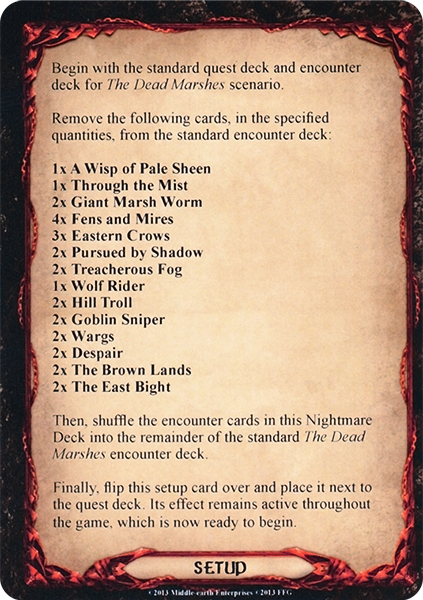 Begin with the standard quest deck and encounter
deck for The Dead Marshes scenario.
Remove the following cards, in the specified
quantities, from the standard encounter deck:
1x A Wisp of Pale Sheen
1x Through the Mist
2x Giant Marsh Worm
4x Fens and Mires
3x Eastern Crows
2x Pursued by Shadow
2x Treacherous Fog
1x Wolf Rider
2x Hill Troll
2x Goblin Sniper
2x Wargs
2x Despair
2x The Brown Lands
2x The East Bight
Then, shuffle the encounter cards in this Nightmare
Deck into the remainder of the standard The Dead
Marshes encounter deck.
Finally, flip this setup card over and place it next to
the quest deck. Its effect remains active throughout
the game, which is now ready to begin.
SETUP
©2013 Middle-earth Enterprises ©2013 FFG